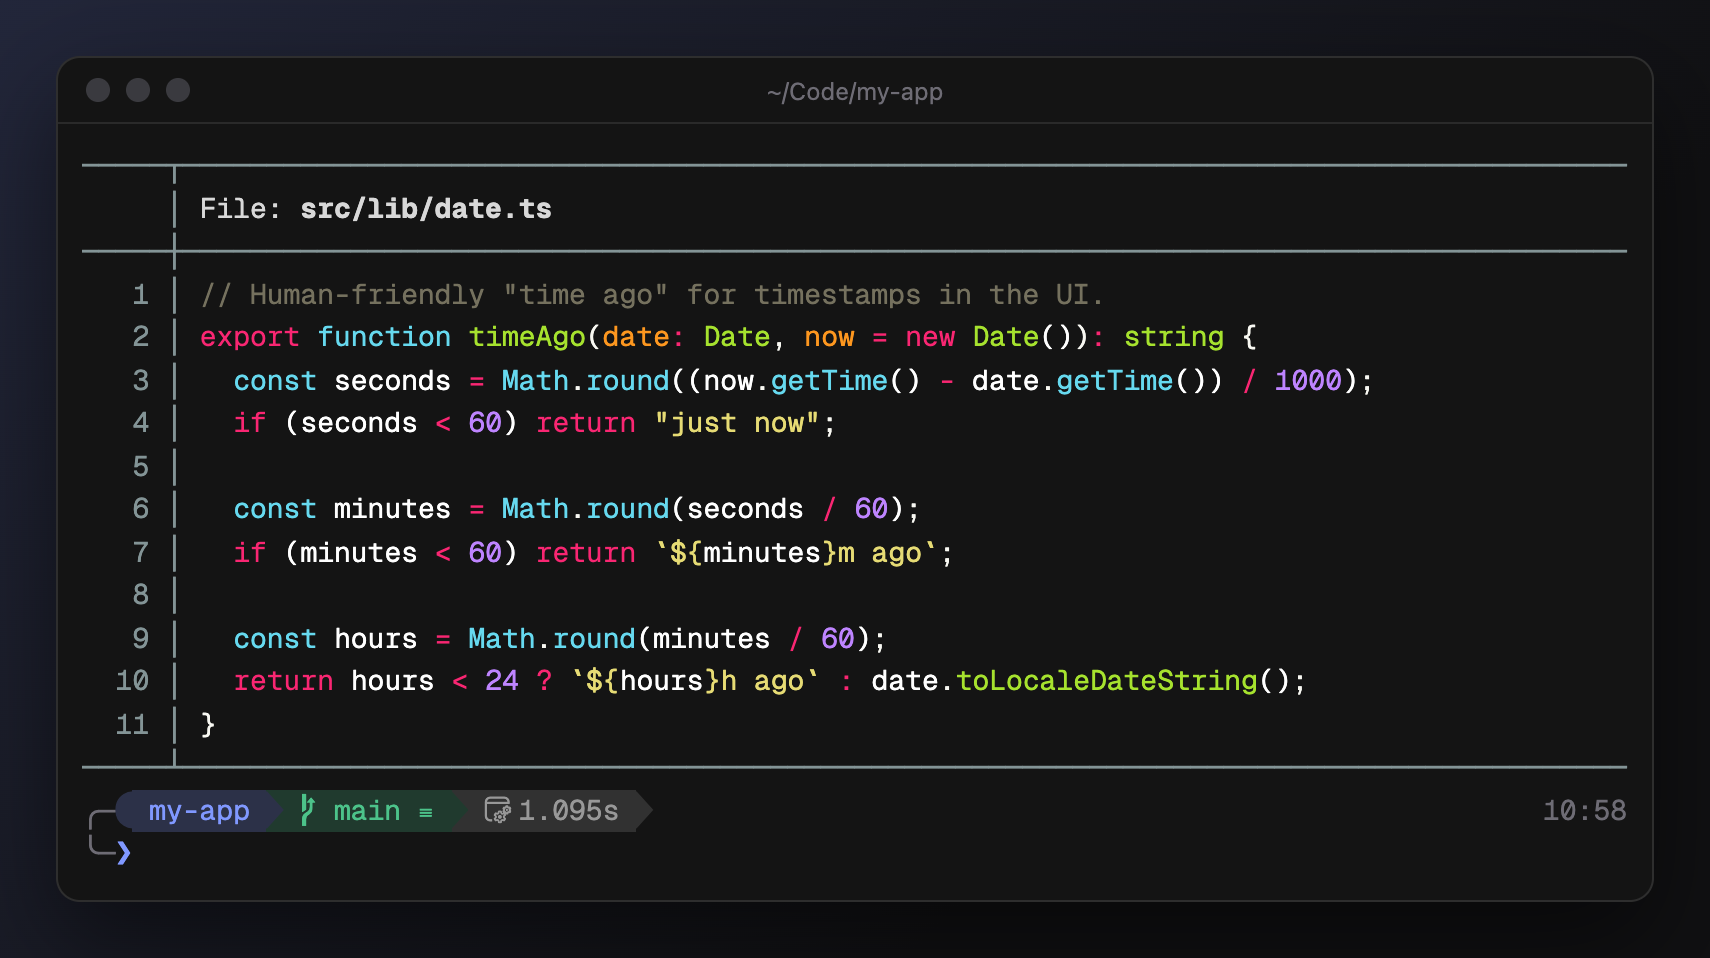 ~/Code/my-app
File: src/lib/date.ts
1 // Human-friendly "time ago" for timestamps in the UI.
2 export function timeAgo(date: Date, now = new Date()): string {
3   const seconds = Math.round((now.getTime() - date.getTime()) / 1000);
4   if (seconds < 60) return "just now";
5
6   const minutes = Math.round(seconds / 60);
7   if (minutes < 60) return `${minutes}m ago`;
8
9   const hours = Math.round(minutes / 60);
10   return hours < 24 ? `${hours}h ago` : date.toLocaleDateString();
11 }
my-app main ≡ 1.095s 10:58
❯